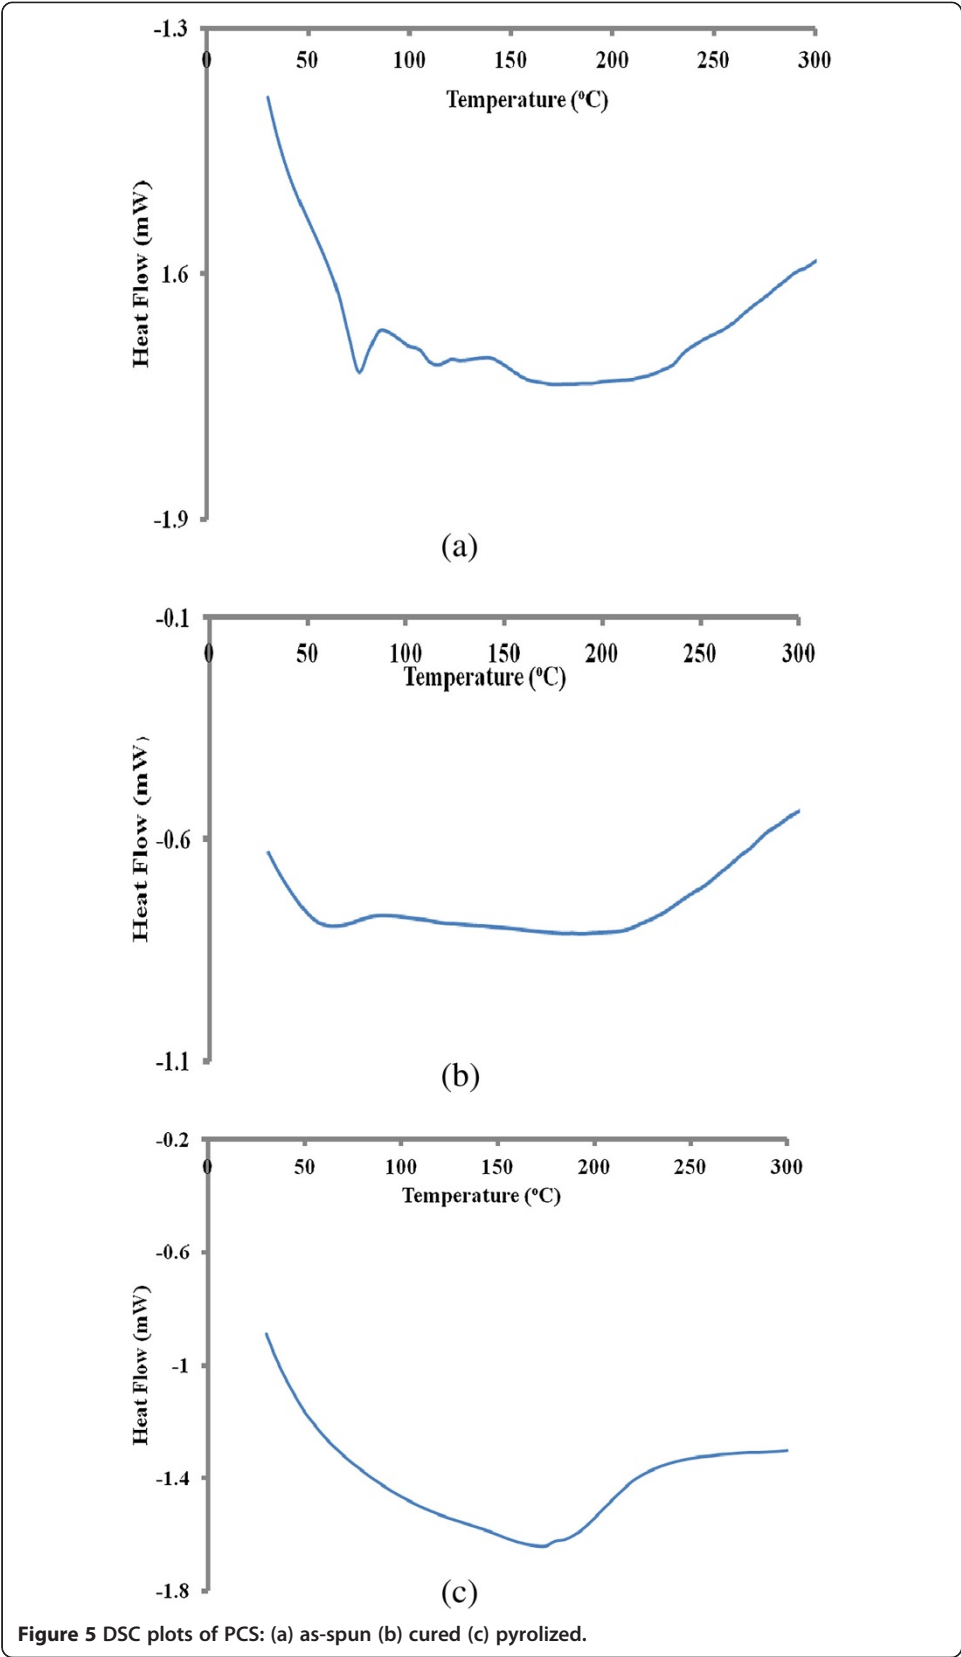 -1.3
0 50 100 150 200 250 300
Temperature (ºC)
Heat Flow (mW)
1.6
-1.9
(a)
-0.1
0 50 100 150 200 250 300
Temperature (ºC)
Heat Flow (mW)
-0.6
-1.1
(b)
-0.2
0 50 100 150 200 250 300
Temperature (ºC)
-0.6
Heat Flow (mW)
-1
-1.4
-1.8
(c)
Figure 5 DSC plots of PCS: (a) as-spun (b) cured (c) pyrolized.